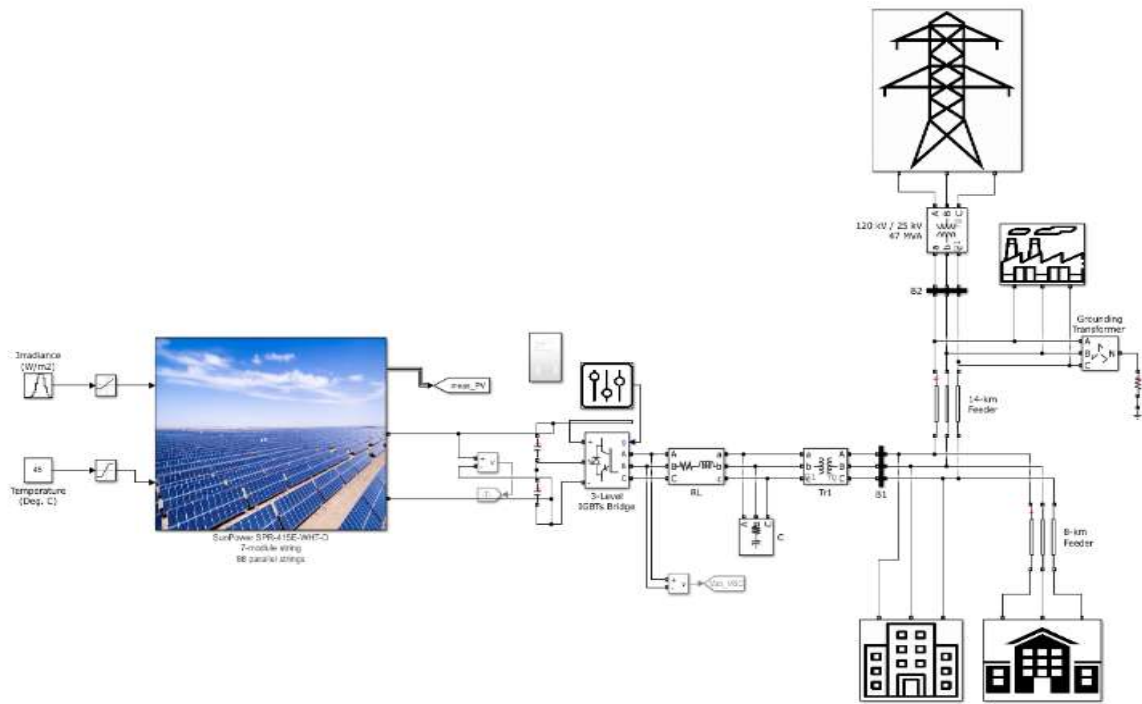 120 kV / 25 kV
47 MVA
A
B
C
a
b
B2
Grounding
Transformer
A
B
C
N
Irradiance
(W/m2)
meas_PV
14-km
Feeder
Temperature
(Deg. C)
+
v
-
+
-
g
A
B
C
3-Level
IGBTs Bridge
A
B
C
a
b
c
RL
a
b
A
B
C
Tr1
B1
A
B
C
C
8-km
Feeder
SunPower SPR-415E-WHT-D
7-module string
88 parallel strings
+
v
-
Vab_VSC